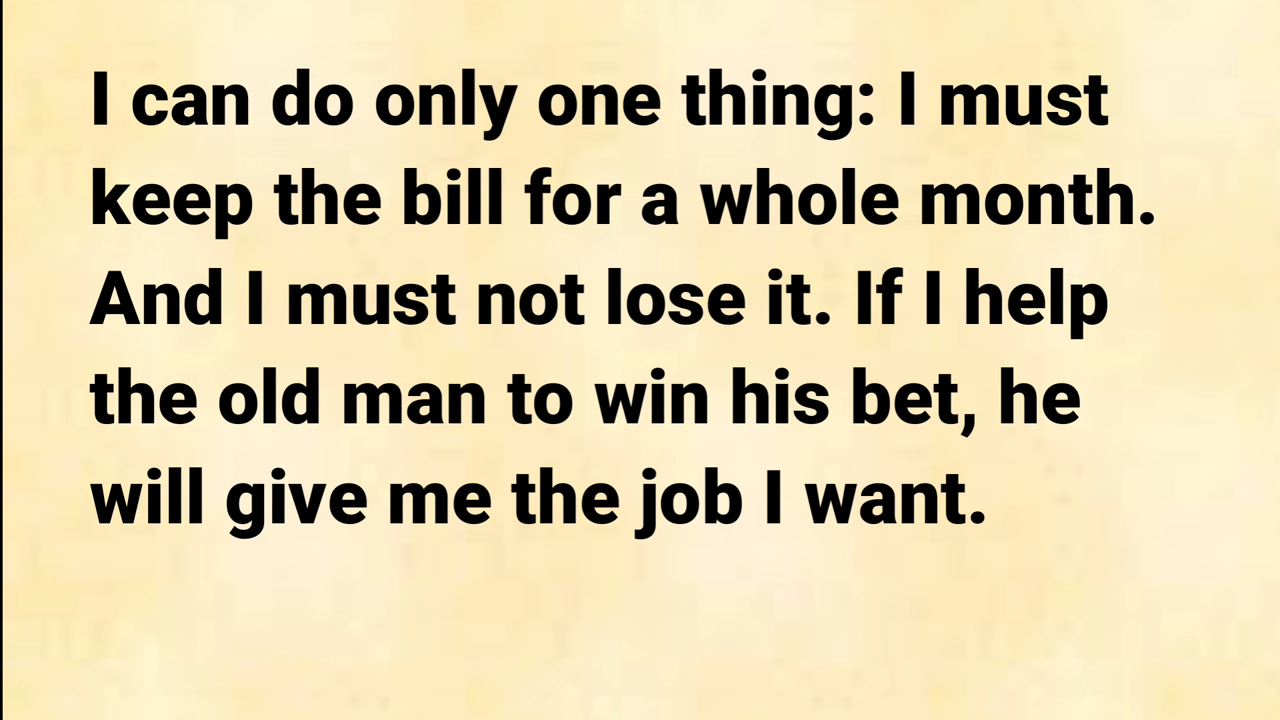 I can do only one thing: I must
keep the bill for a whole month.
And I must not lose it. If I help
the old man to win his bet, he
will give me the job I want.